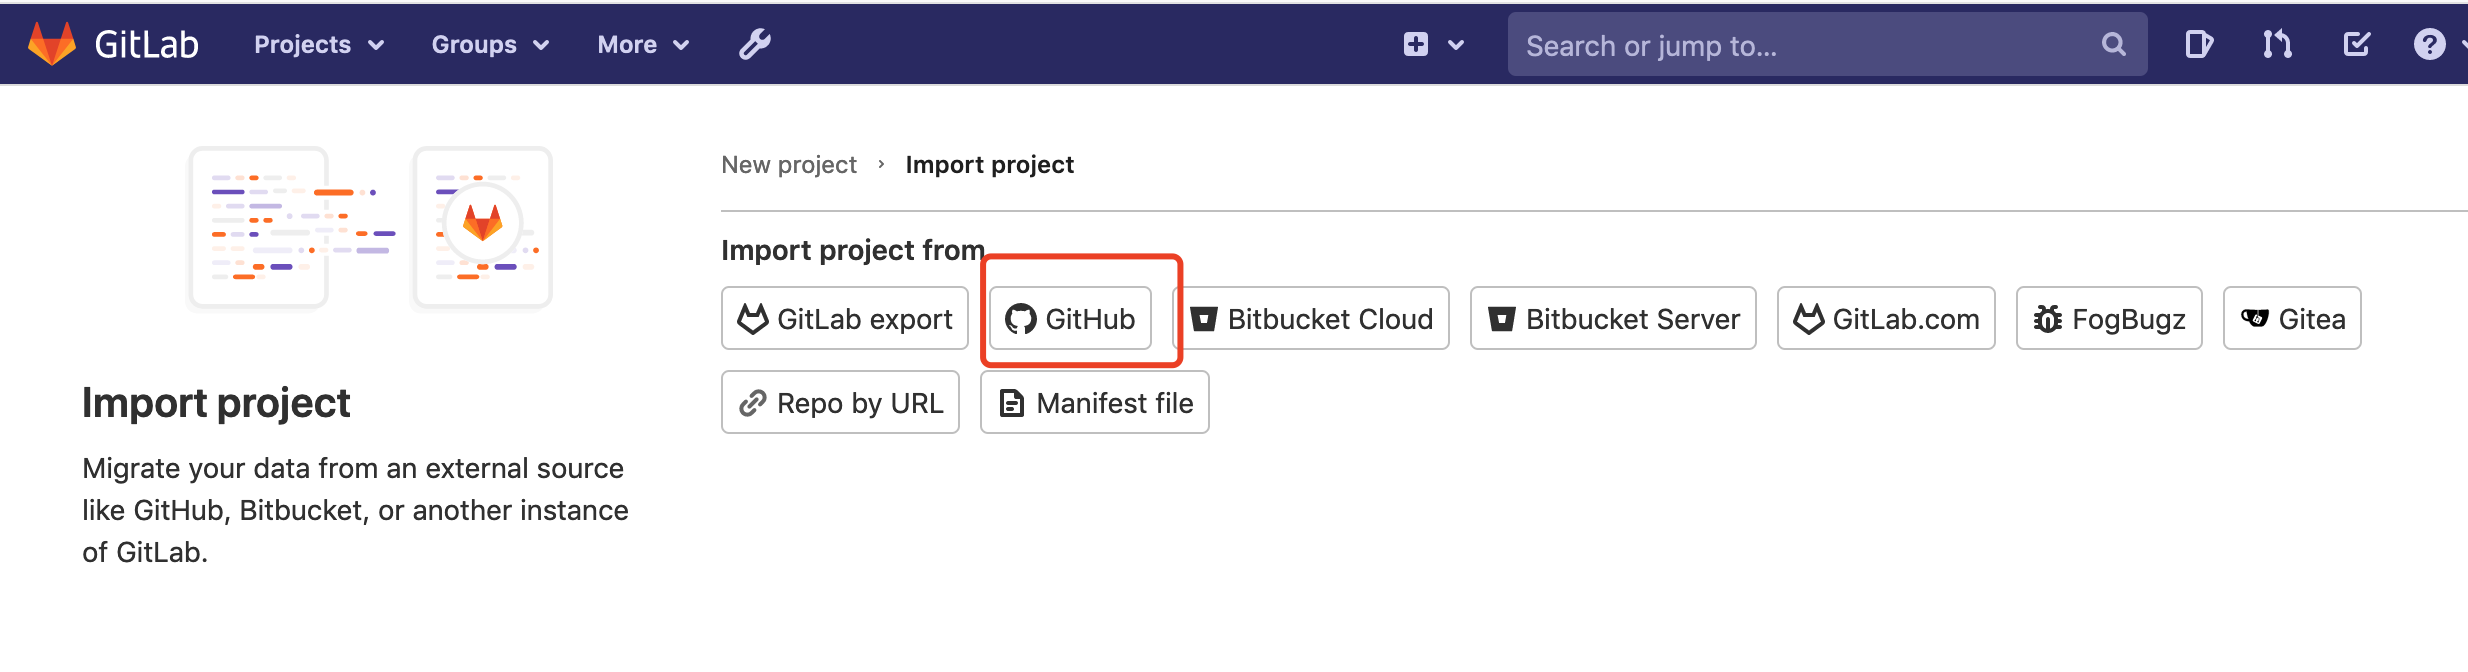 GitLab Projects Groups More Search or jump to...
New project › Import project
Import project from
GitLab export GitHub Bitbucket Cloud Bitbucket Server GitLab.com FogBugz Gitea
Repo by URL Manifest file
Import project
Migrate your data from an external source
like GitHub, Bitbucket, or another instance
of GitLab.